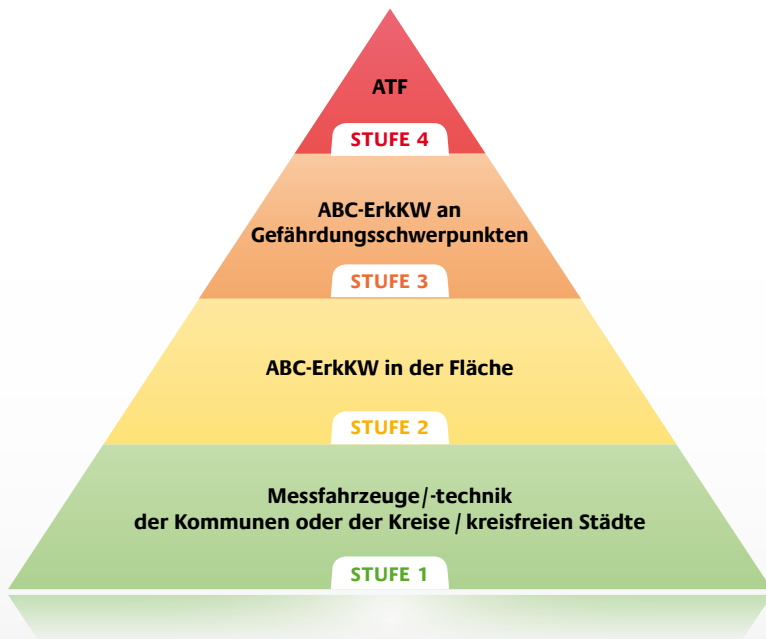 ATF
STUFE 4
ABC-ErkKW an
Gefährdungsschwerpunkten
STUFE 3
ABC-ErkKW in der Fläche
STUFE 2
Messfahrzeuge/-technik
der Kommunen oder der Kreise / kreisfreien Städte
STUFE 1